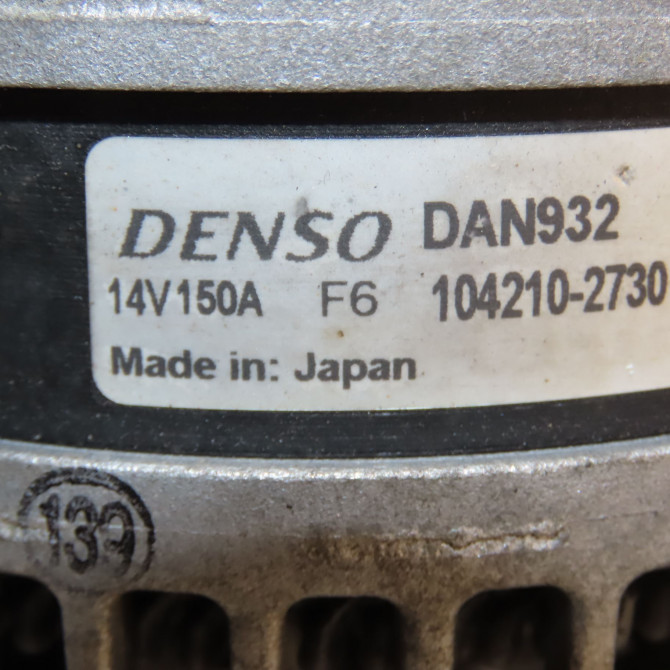 DENSO DAN932
14V150A F6 104210-2730
Made in: Japan
139